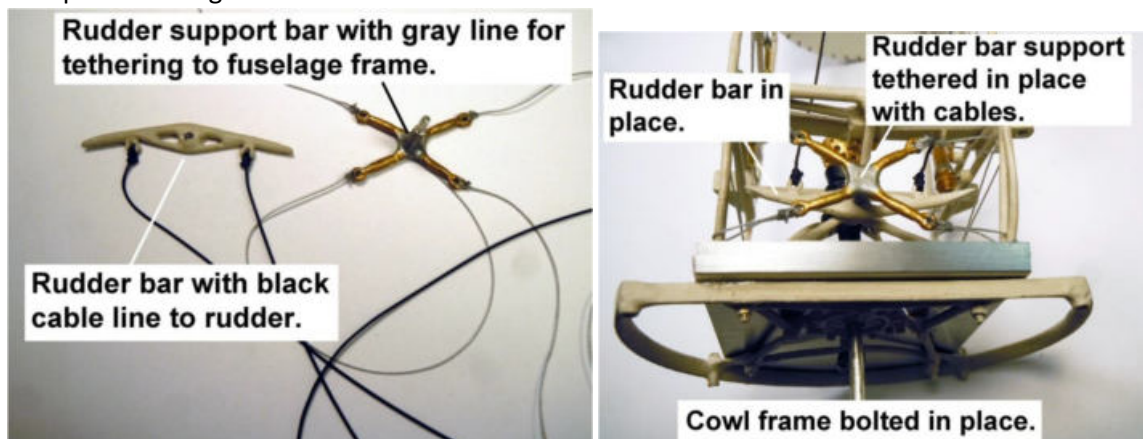 Rudder support bar with gray line for
tethering to fuselage frame.
Rudder bar with black
cable line to rudder.
Rudder bar in
place.
Rudder bar support
tethered in place
with cables.
Cowl frame bolted in place.